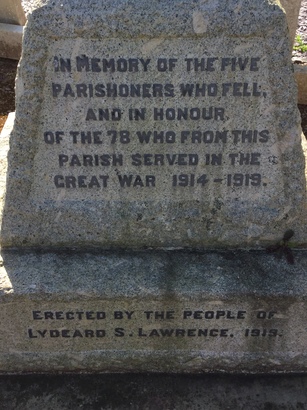 IN MEMORY OF THE FIVE
PARISHONERS WHO FELL,
AND IN HONOUR
OF THE 78 WHO FROM THIS
PARISH SERVED IN THE
GREAT WAR 1914-1919.
ERECTED BY THE PEOPLE OF
LYDEARD S. LAWRENCE, 1919.